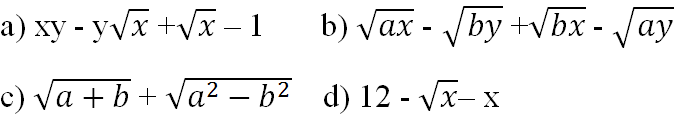 a) xy - y√x +√x – 1 b) √ax - √by +√bx - √ay
c) √a + b + √a² − b² d) 12 - √x– x